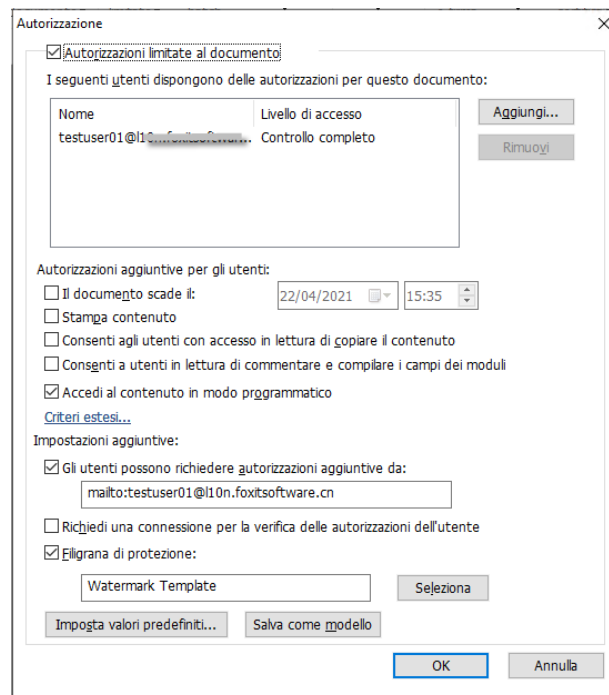 Autorizzazione
Autorizzazioni limitate al documento
I seguenti utenti dispongono delle autorizzazioni per questo documento:
Nome Livello di accesso
testuser01@l10n.foxitsoftwar... Controllo completo
Aggiungi...
Rimuovi
Autorizzazioni aggiuntive per gli utenti:
Il documento scade il: 22/04/2021 15:35
Stampa contenuto
Consenti agli utenti con accesso in lettura di copiare il contenuto
Consenti a utenti in lettura di commentare e compilare i campi dei moduli
Accedi al contenuto in modo programmatico
Criteri estesi...
Impostazioni aggiuntive:
Gli utenti possono richiedere autorizzazioni aggiuntive da:
mailto:testuser01@l10n.foxitsoftware.cn
Richiedi una connessione per la verifica delle autorizzazioni dell'utente
Filigrana di protezione:
Watermark Template Seleziona
Imposta valori predefiniti... Salva come modello
OK Annulla